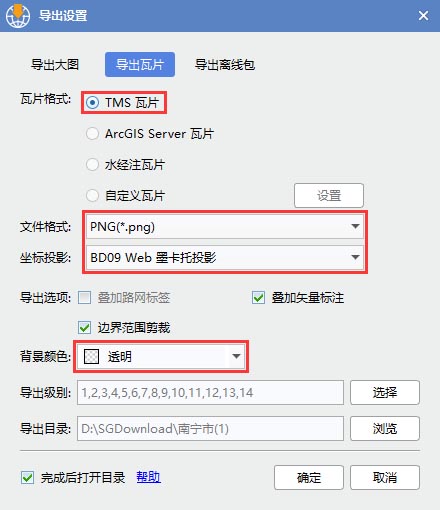 导出设置
导出大图 导出瓦片 导出离线包
瓦片格式: TMS 瓦片
ArcGIS Server 瓦片
水经注瓦片
自定义瓦片 设置
文件格式: PNG(*.png)
坐标投影: BD09 Web 墨卡托投影
导出选项: 叠加路网标签 叠加矢量标注
边界范围剪裁
背景颜色: 透明
导出级别: 1,2,3,4,5,6,7,8,9,10,11,12,13,14 选择
导出目录: D:\SGDownload\南宁市(1) 浏览
完成后打开目录 帮助 确定 取消